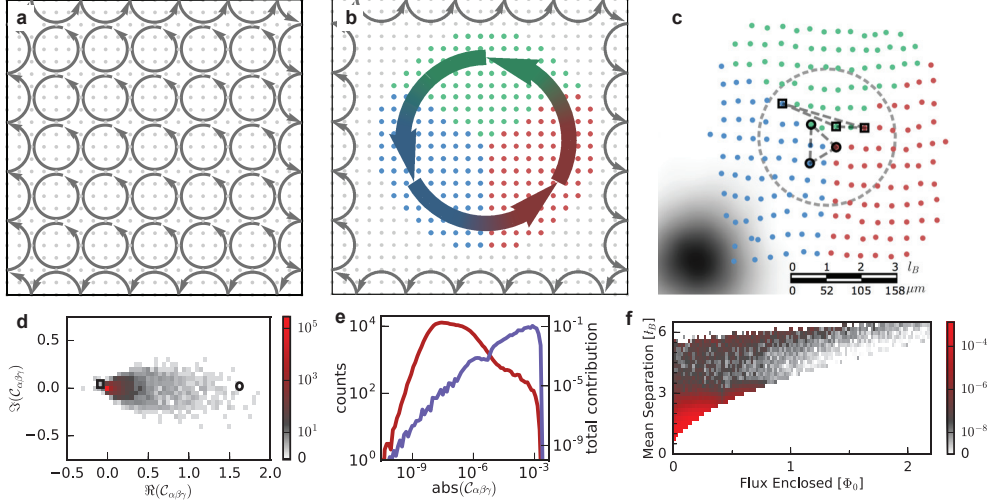 a
b
c
0 1 2 3 l_B
0 52 105 158 μm
d
ℑ(𝒞_αβγ)
0.5
0.0
−0.5
−0.5 0.0 0.5 1.0 1.5 2.0
ℜ(𝒞_αβγ)
10^5
10^3
10^1
0
e
counts
10^4
10^2
10^0
10^-9 10^-6 10^-3
abs(𝒞_αβγ)
10^-1
10^-5
10^-9
total contribution
f
Mean Separation [l_B]
6
3
0
0 1 2
Flux Enclosed [Φ_0]
10^-4
10^-6
10^-8
0